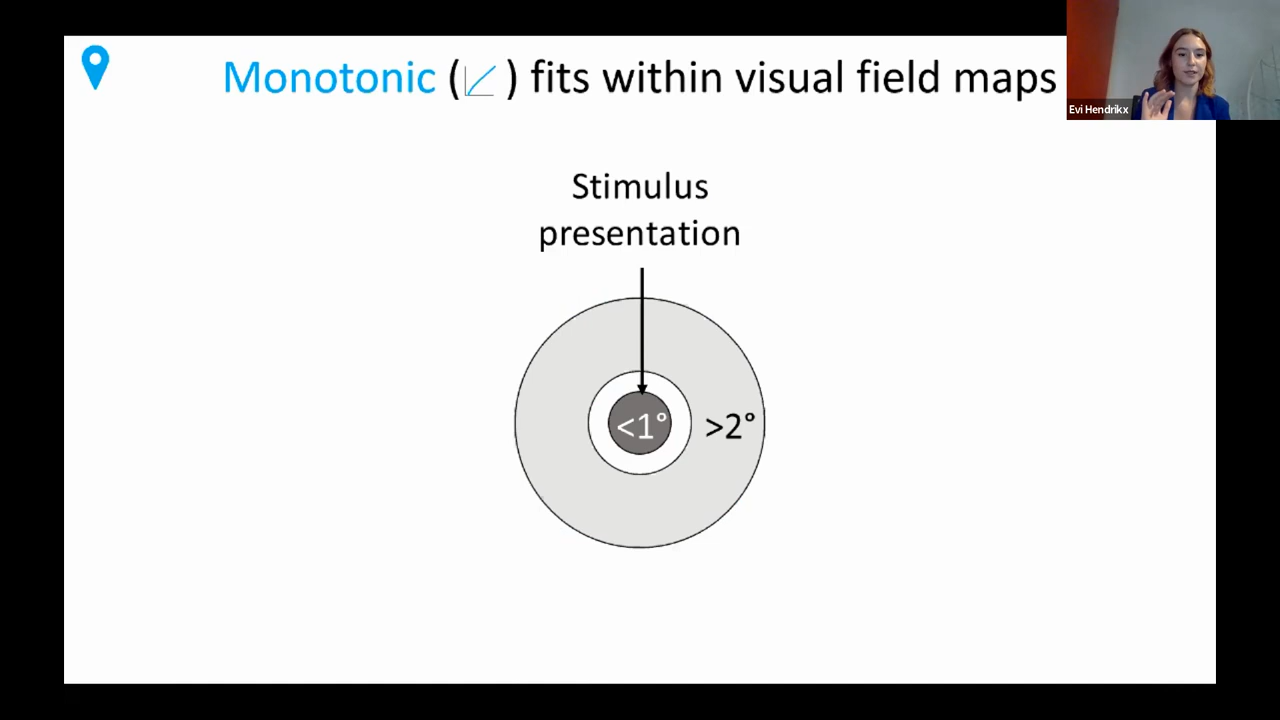 Monotonic ( ) fits within visual field maps
Evi Hendrikx
Stimulus
presentation
<1° >2°